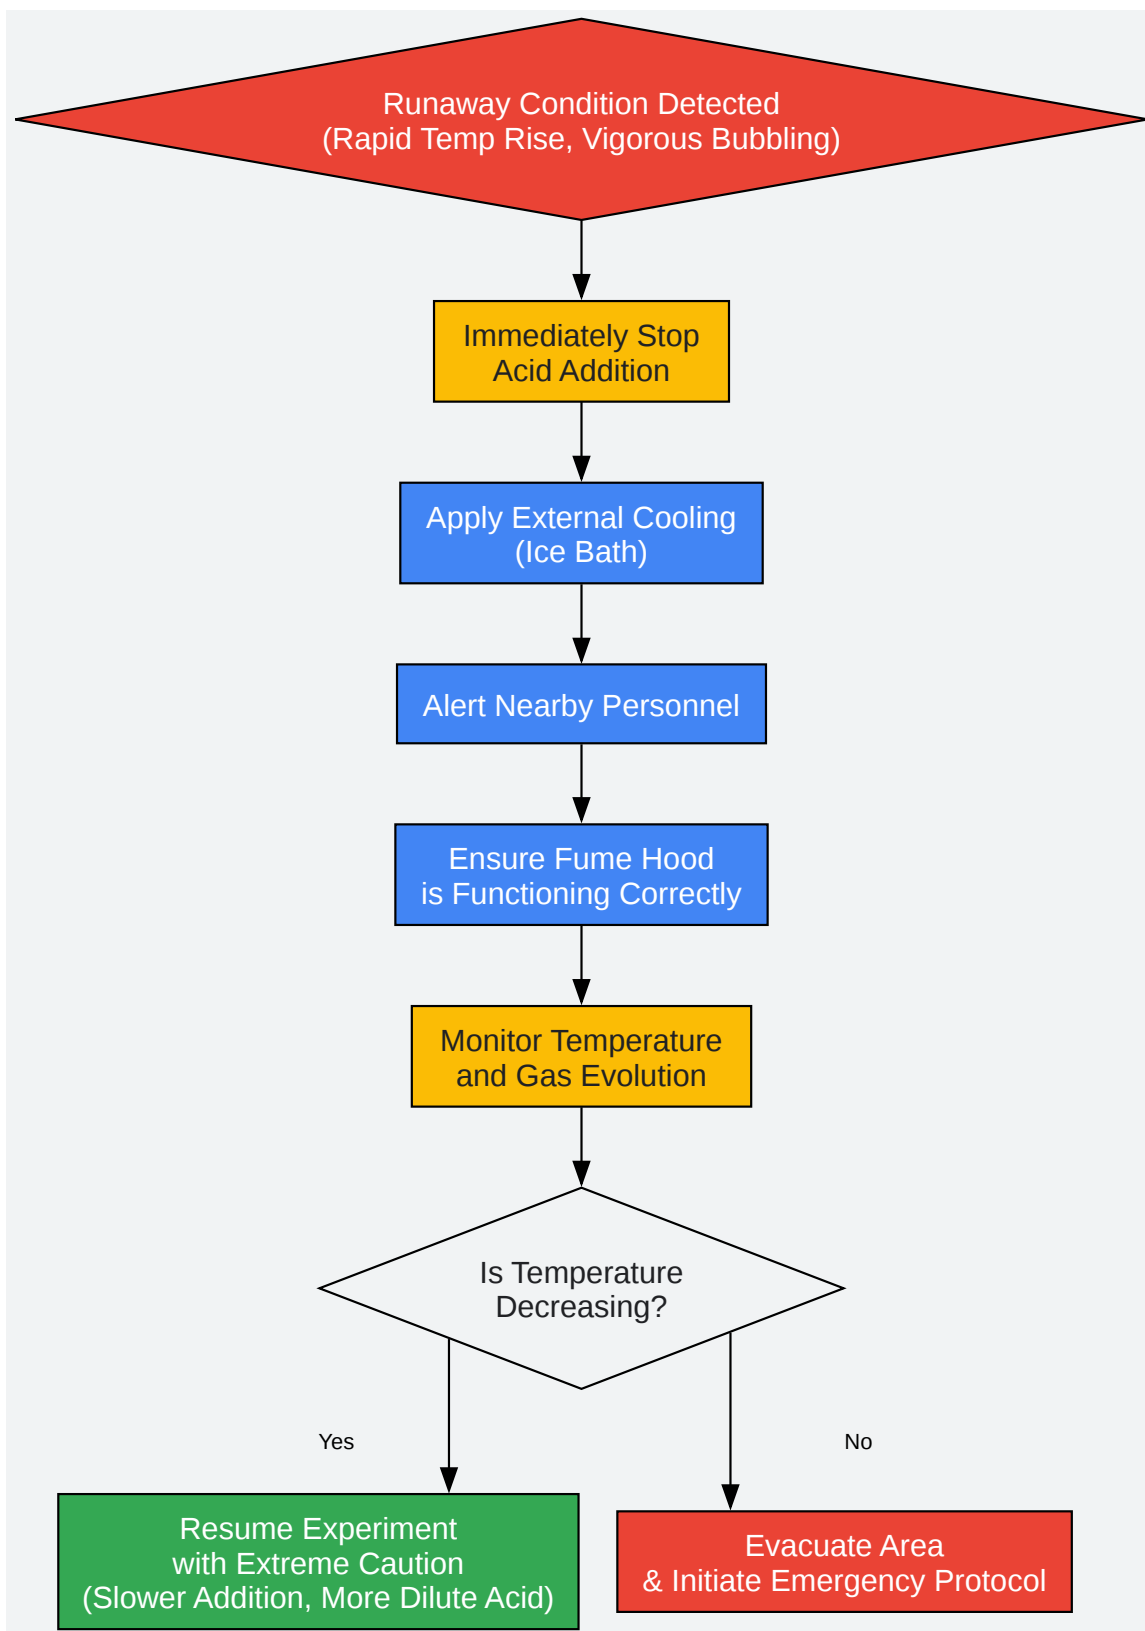 Runaway Condition Detected
(Rapid Temp Rise, Vigorous Bubbling)
Immediately Stop
Acid Addition
Apply External Cooling
(Ice Bath)
Alert Nearby Personnel
Ensure Fume Hood
is Functioning Correctly
Monitor Temperature
and Gas Evolution
Is Temperature
Decreasing?
Yes
No
Resume Experiment
with Extreme Caution
(Slower Addition, More Dilute Acid)
Evacuate Area
& Initiate Emergency Protocol